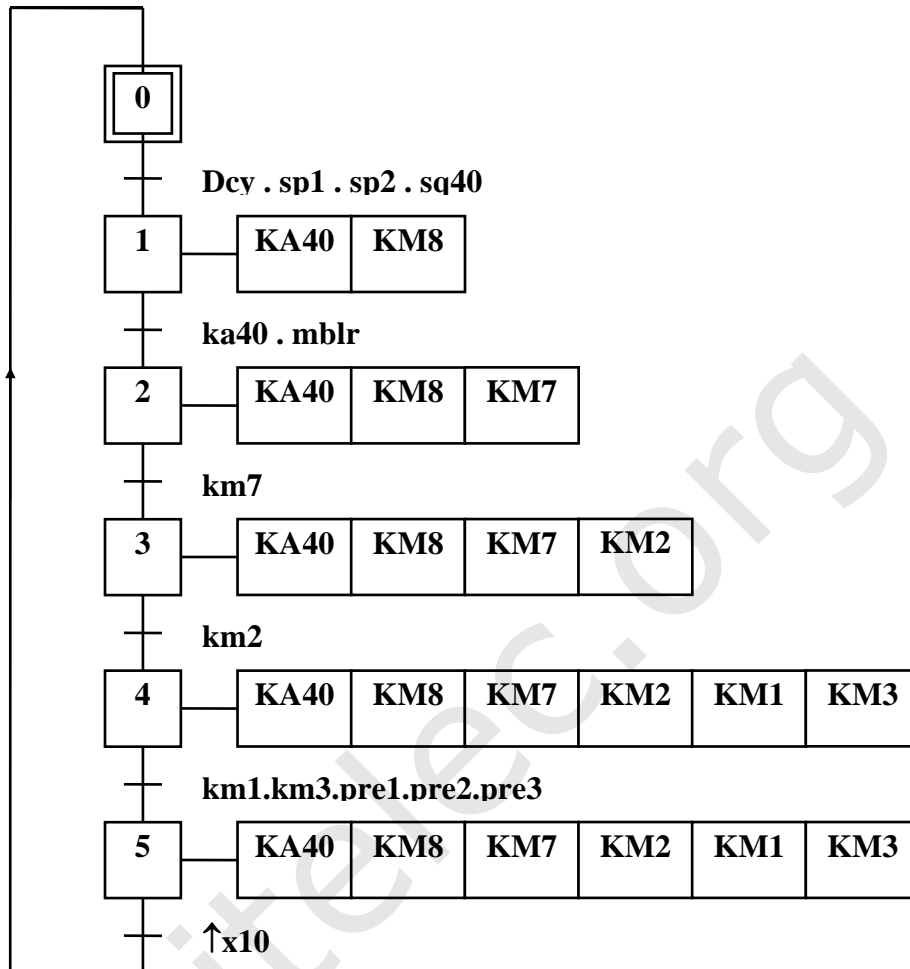 0
Dcy . sp1 . sp2 . sq40
1 KA40 KM8
ka40 . mblr
2 KA40 KM8 KM7
km7
3 KA40 KM8 KM7 KM2
km2
4 KA40 KM8 KM7 KM2 KM1 KM3
km1.km3.pre1.pre2.pre3
5 KA40 KM8 KM7 KM2 KM1 KM3
↑x10
itelec.org